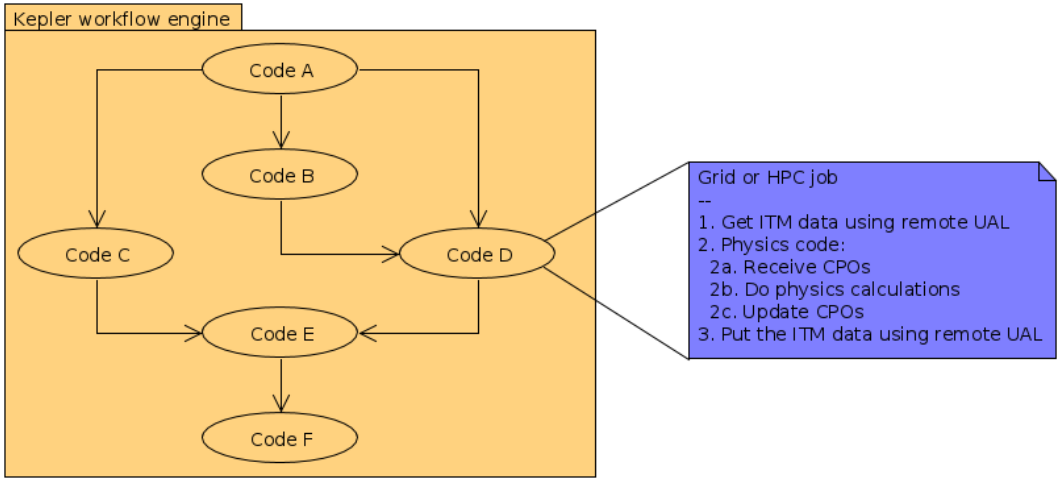 Kepler workflow engine
Code A
Code B
Code C
Code D
Code E
Code F
Grid or HPC job
--
1. Get ITM data using remote UAL
2. Physics code:
2a. Receive CPOs
2b. Do physics calculations
2c. Update CPOs
3. Put the ITM data using remote UAL